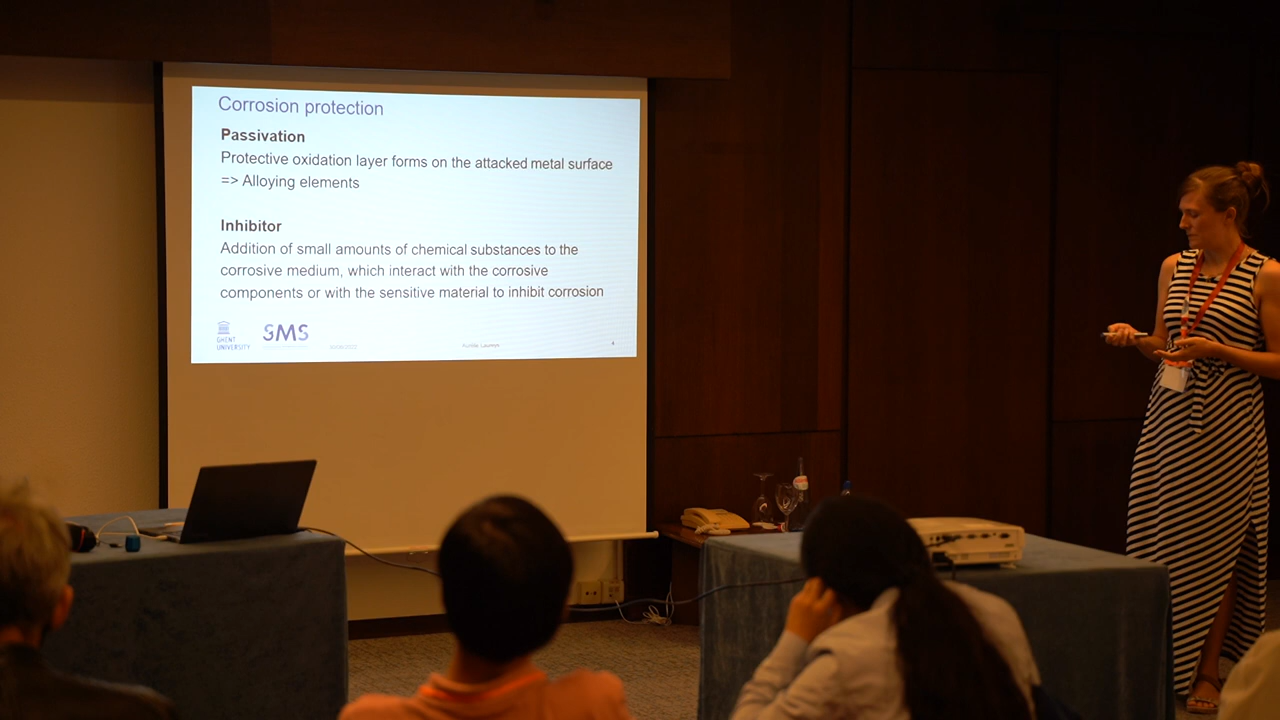 Corrosion protection
Passivation
Protective oxidation layer forms on the attacked metal surface
=> Alloying elements
Inhibitor
Addition of small amounts of chemical substances to the
corrosive medium, which interact with the corrosive
components or with the sensitive material to inhibit corrosion
GHENT
UNIVERSITY
SMS